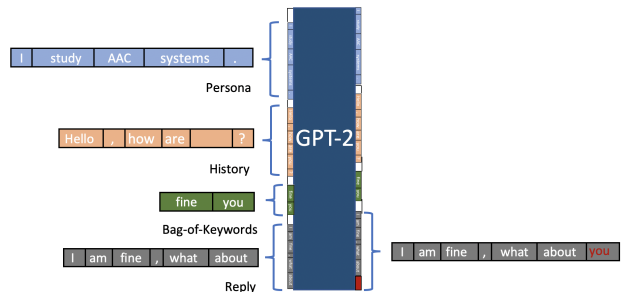 I study AAC systems .
Persona
Hello , how are ?
History
fine you
Bag-of-Keywords
I am fine , what about
Reply
GPT-2
I am fine , what about you